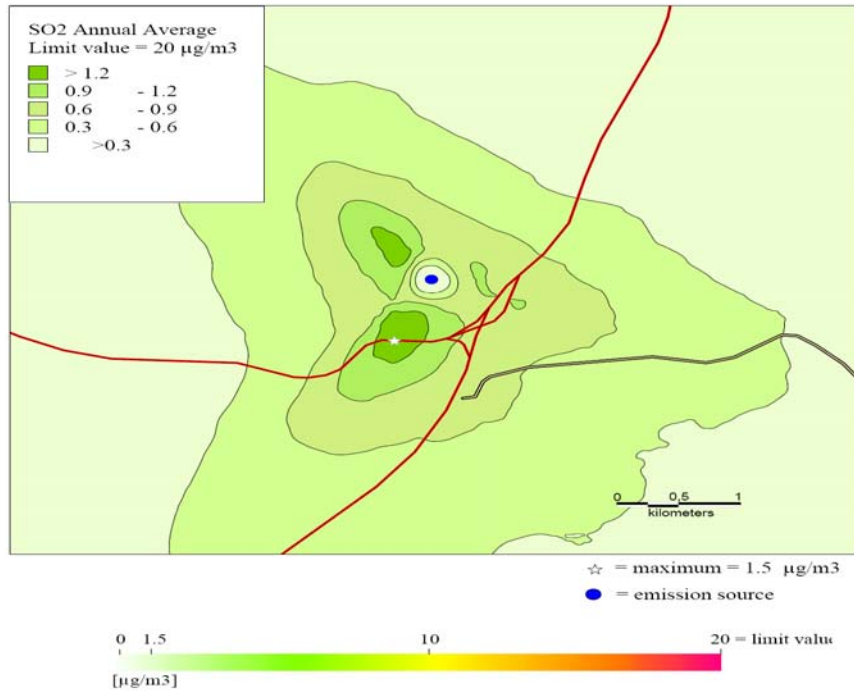 SO2 Annual Average
Limit value = 20 µg/m3
> 1.2
0.9 - 1.2
0.6 - 0.9
0.3 - 0.6
>0.3
0 0,5 1
kilometers
☆ = maximum = 1.5 µg/m3
= emission source
0 1.5 10 20 = limit value
[µg/m3]